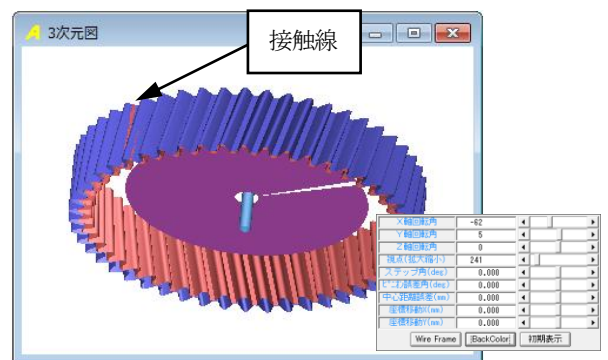 3次元図
接触線
X軸回転角 -62
Y軸回転角 5
Z軸回転角 0
視点(拡大縮小) 241
ステップ角(deg) 0.000
ピニオン誤差角(deg) 0.000
中心距離誤差(mm) 0.000
座標移動X(mm) 0.000
座標移動Y(mm) 0.000
Wire Frame BackColor 初期表示